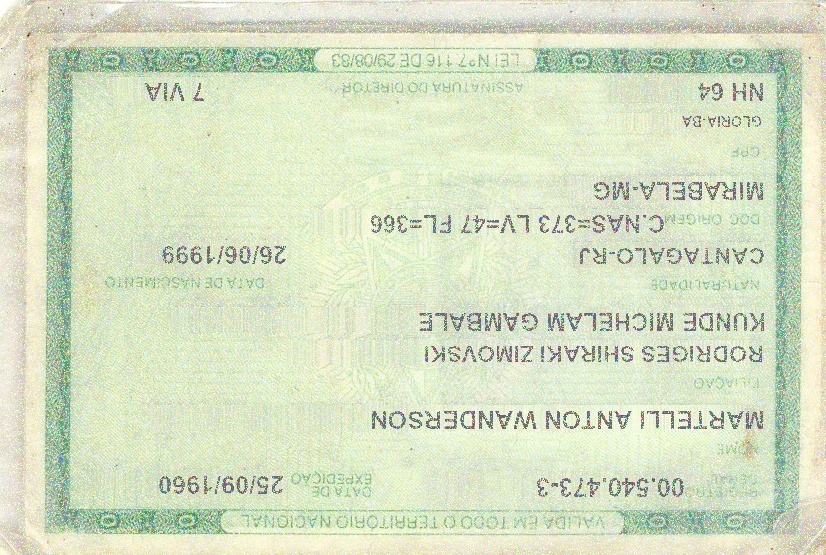 VALIDA EM TODO O TERRITÓRIO NACIONAL
REGISTRO GERAL 00.540.473-3 DATA DE EXPEDIÇÃO 25/09/1960
NOME
MARTELLI ANTON WANDERSON
FILIAÇÃO
RODRIGES SHIRAKI ZIMOVSKI
KUNDE MICHELAM GAMBALE
NATURALIDADE DATA DE NASCIMENTO
CANTAGALO-RJ 26/06/1999
DOC ORIGEM C.NAS=373 LV=47 FL=366
MIRABELA-MG
CPF
GLORIA-BA
NH 64 7 VIA
ASSINATURA DO DIRETOR
LEI Nº 7.116 DE 29/08/83